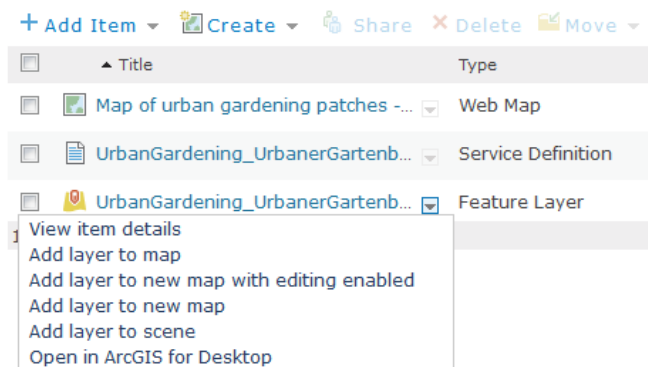 + Add Item Create Share × Delete Move
Title Type
Map of urban gardening patches -... Web Map
UrbanGardening_UrbanerGartenb... Service Definition
UrbanGardening_UrbanerGartenb... Feature Layer
View item details
Add layer to map
Add layer to new map with editing enabled
Add layer to new map
Add layer to scene
Open in ArcGIS for Desktop